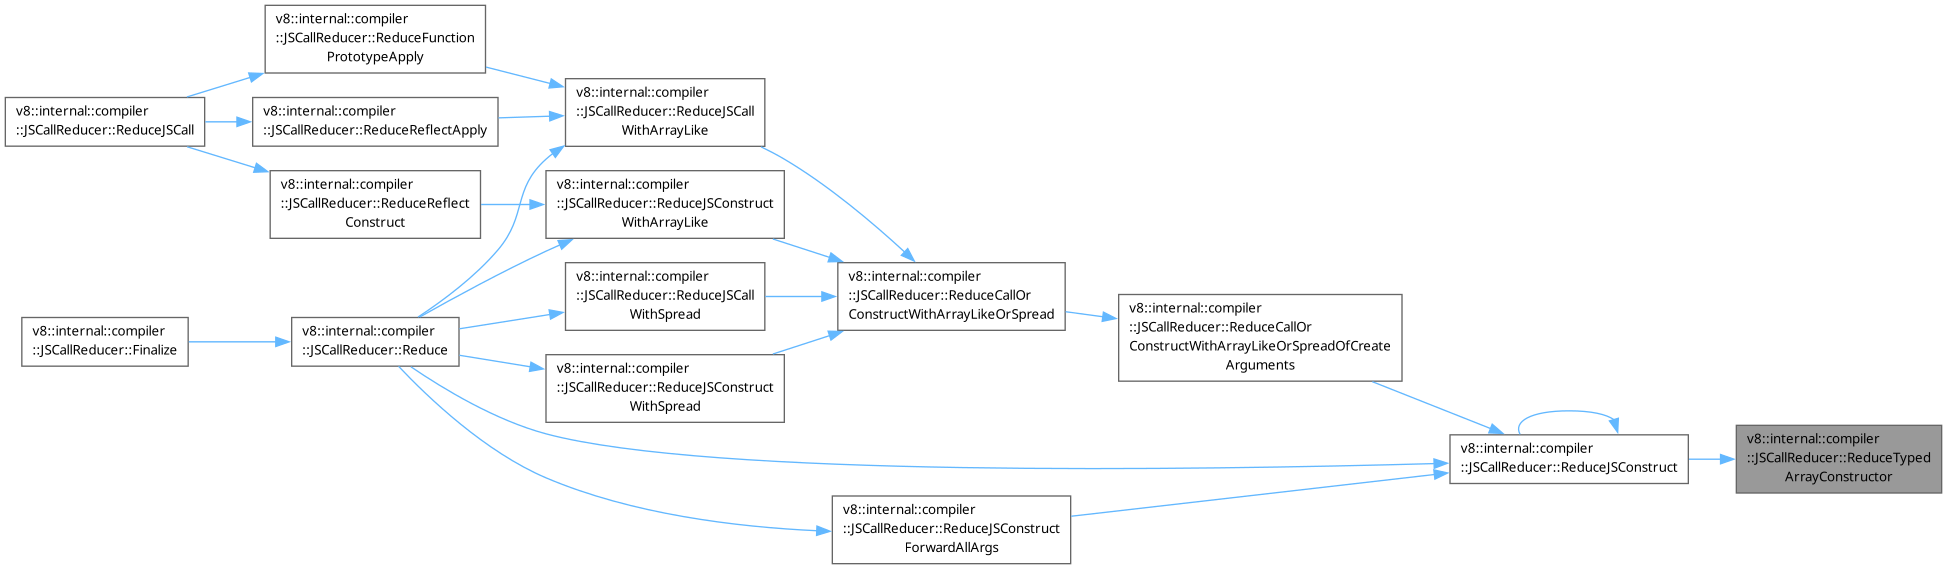 v8::internal::compiler
::JSCallReducer::ReduceFunction
PrototypeApply
v8::internal::compiler
::JSCallReducer::ReduceJSCall
WithArrayLike
v8::internal::compiler
::JSCallReducer::ReduceJSCall
v8::internal::compiler
::JSCallReducer::ReduceReflectApply
v8::internal::compiler
::JSCallReducer::ReduceReflect
Construct
v8::internal::compiler
::JSCallReducer::ReduceJSConstruct
WithArrayLike
v8::internal::compiler
::JSCallReducer::ReduceJSCall
WithSpread
v8::internal::compiler
::JSCallReducer::ReduceCallOr
ConstructWithArrayLikeOrSpread
v8::internal::compiler
::JSCallReducer::ReduceCallOr
ConstructWithArrayLikeOrSpreadOfCreate
Arguments
v8::internal::compiler
::JSCallReducer::Finalize
v8::internal::compiler
::JSCallReducer::Reduce
v8::internal::compiler
::JSCallReducer::ReduceJSConstruct
WithSpread
v8::internal::compiler
::JSCallReducer::ReduceJSConstruct
v8::internal::compiler
::JSCallReducer::ReduceTyped
ArrayConstructor
v8::internal::compiler
::JSCallReducer::ReduceJSConstruct
ForwardAllArgs